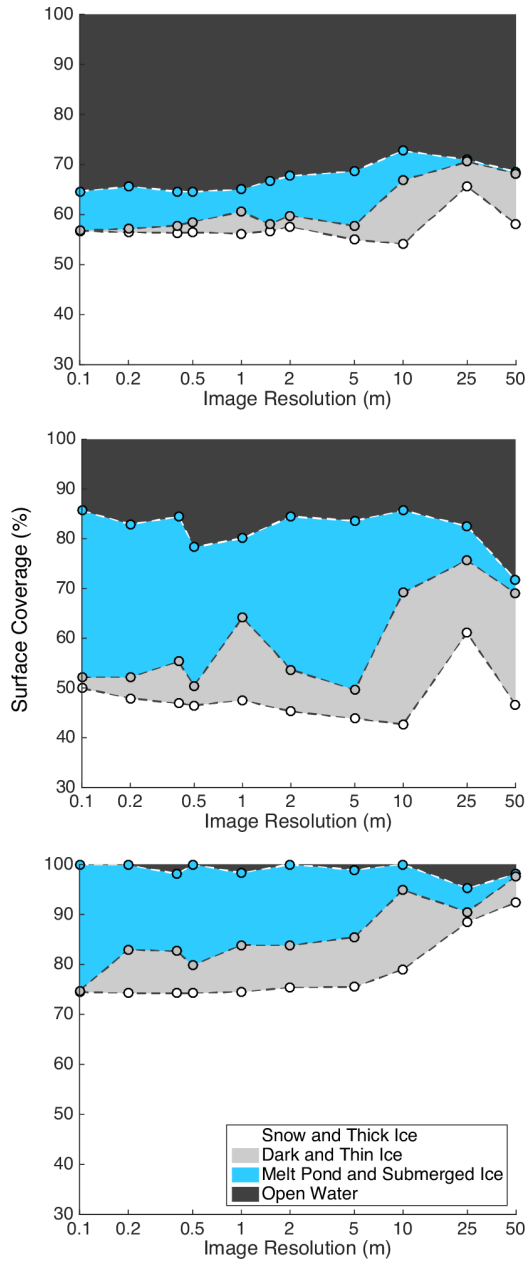 100
90
80
70
60
50
40
30
0.1 0.2 0.5 1 2 5 10 25 50
Image Resolution (m)
Surface Coverage (%)
100
90
80
70
60
50
40
30
0.1 0.2 0.5 1 2 5 10 25 50
Image Resolution (m)
100
90
80
70
60
50
40
30
Snow and Thick Ice
Dark and Thin Ice
Melt Pond and Submerged Ice
Open Water
0.1 0.2 0.5 1 2 5 10 25 50
Image Resolution (m)